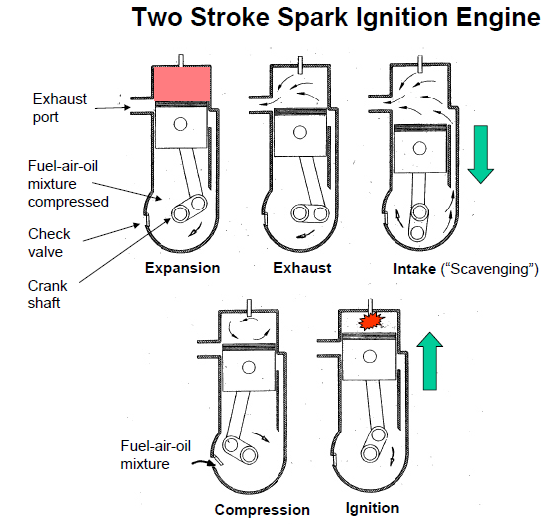 Two Stroke Spark Ignition Engine
Exhaust
port
Fuel-air-oil
mixture
compressed
Check
valve
Crank
shaft
Expansion
Exhaust
Intake (“Scavenging”)
Fuel-air-oil
mixture
Compression
Ignition